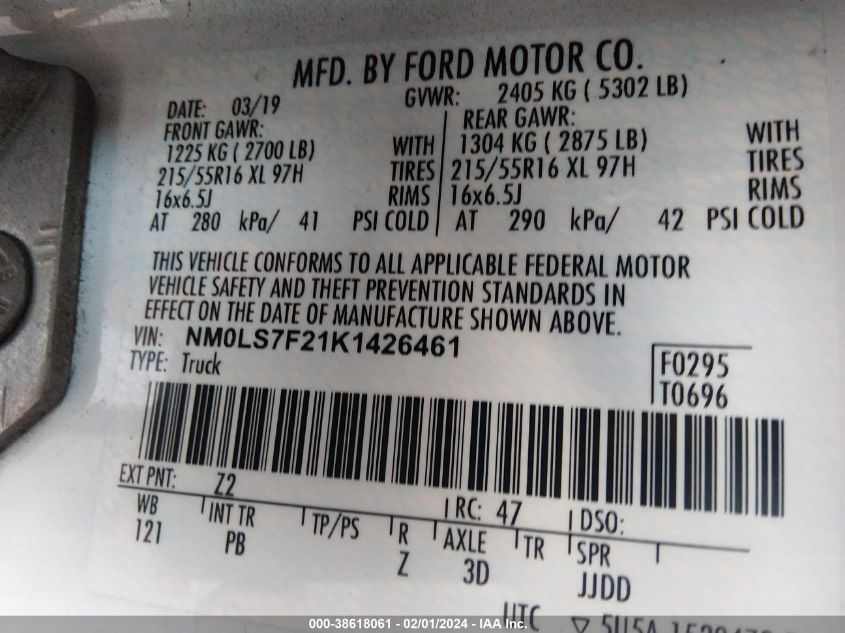 MFD. BY FORD MOTOR CO.
DATE: 03/19 GVWR: 2405 KG ( 5302 LB)
FRONT GAWR: REAR GAWR:
1225 KG ( 2700 LB) WITH 1304 KG ( 2875 LB) WITH
215/55R16 XL 97H TIRES 215/55R16 XL 97H TIRES
16x6.5J RIMS 16x6.5J RIMS
AT 280 kPa/ 41 PSI COLD AT 290 kPa/ 42 PSI COLD
THIS VEHICLE CONFORMS TO ALL APPLICABLE FEDERAL MOTOR
VEHICLE SAFETY AND THEFT PREVENTION STANDARDS IN
EFFECT ON THE DATE OF MANUFACTURE SHOWN ABOVE.
VIN: NM0LS7F21K1426461
TYPE: Truck
F0295
T0696
EXT PNT: Z2 RC: 47 DSO:
WB INT TR TP/PS R AXLE TR SPR
121 PB Z 3D JJDD
UTC
000-38618061 - 02/01/2024 - IAA Inc.